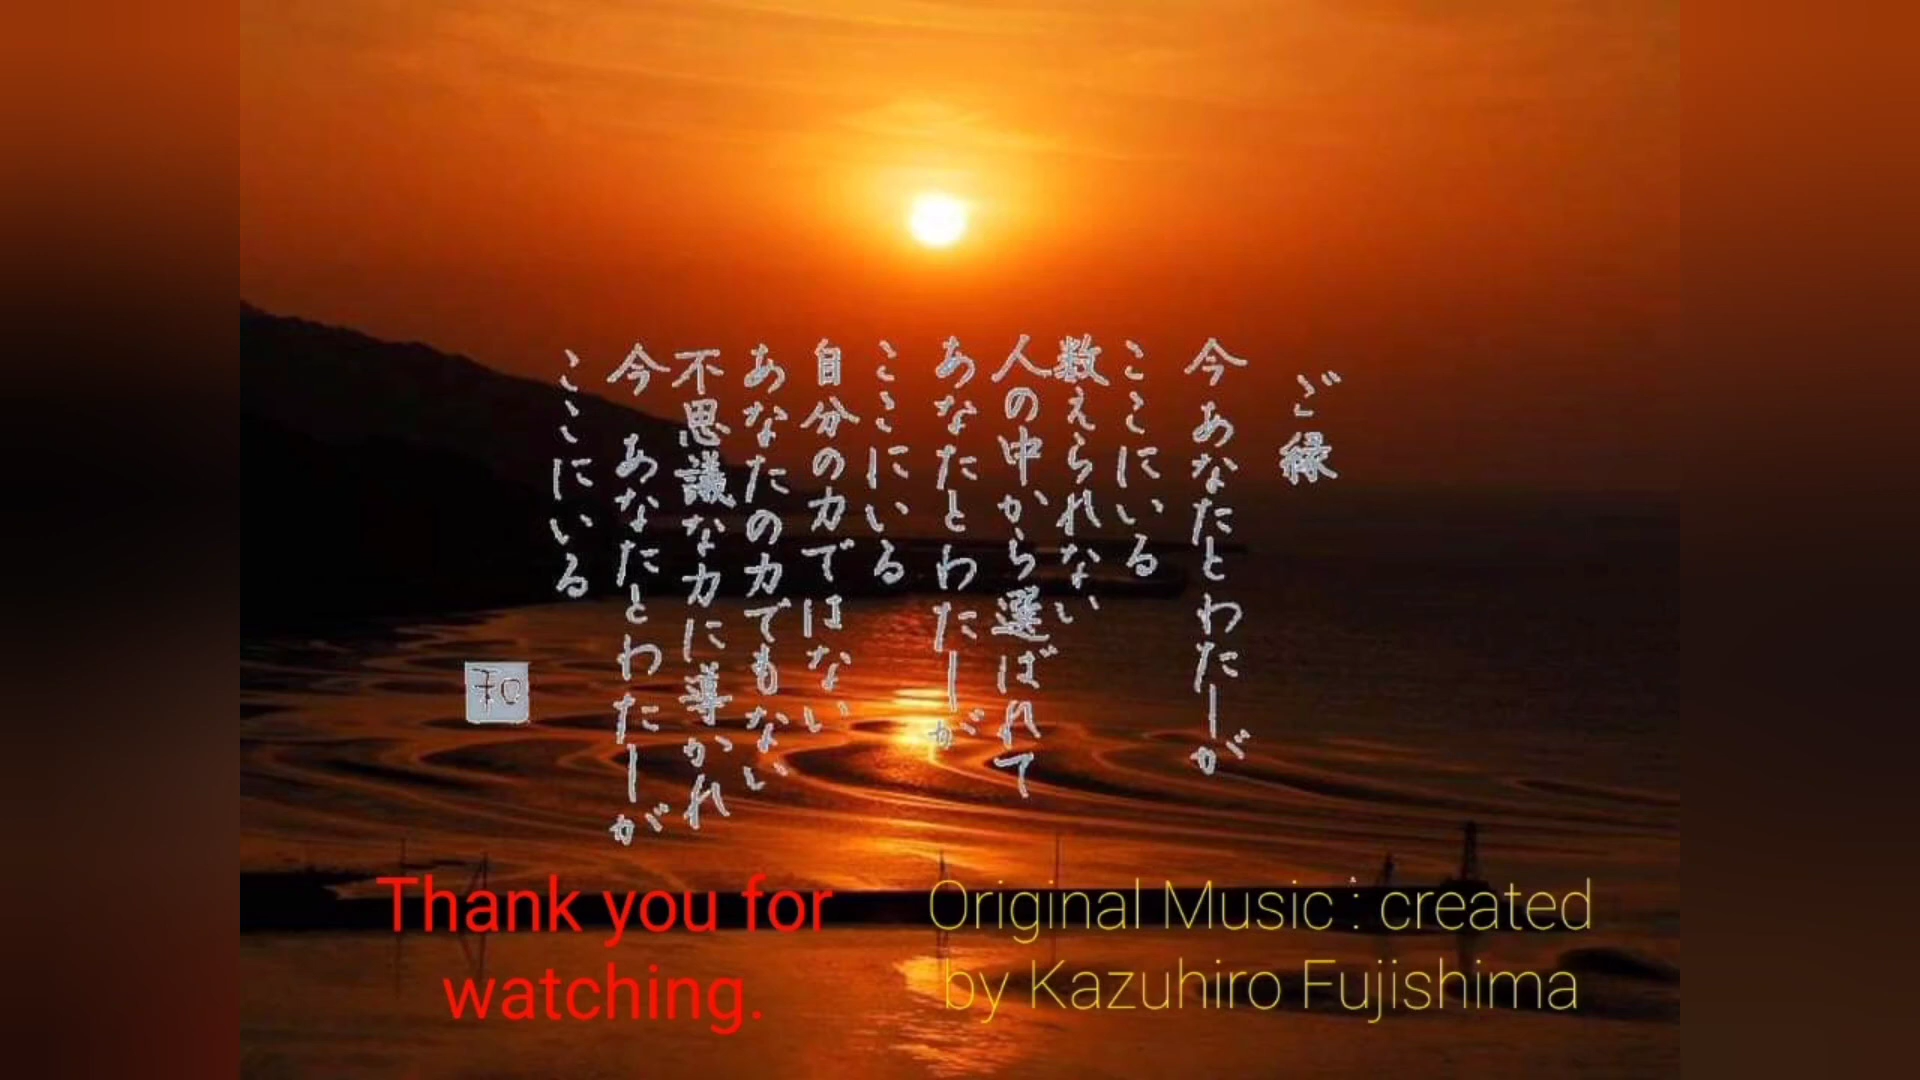 ご縁
今 あなたとわたしが
ここにいる
数えられない
人の中から選ばれて
あなたとわたしが
ここにいる
自分の力ではない
あなたの力でもない
不思議な力に導かれ
今 あなたとわたしが
ここにいる
和
Thank you for
watching.
Original Music : created
by Kazuhiro Fujishima